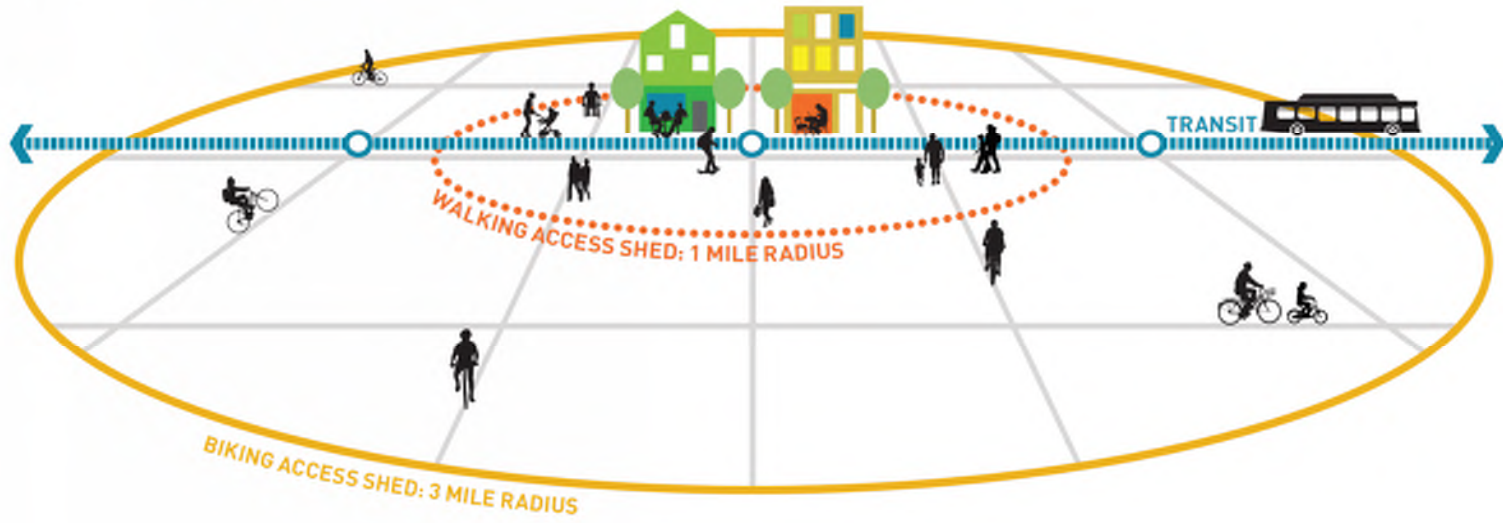 TRANSIT
WALKING ACCESS SHED: 1 MILE RADIUS
BIKING ACCESS SHED: 3 MILE RADIUS